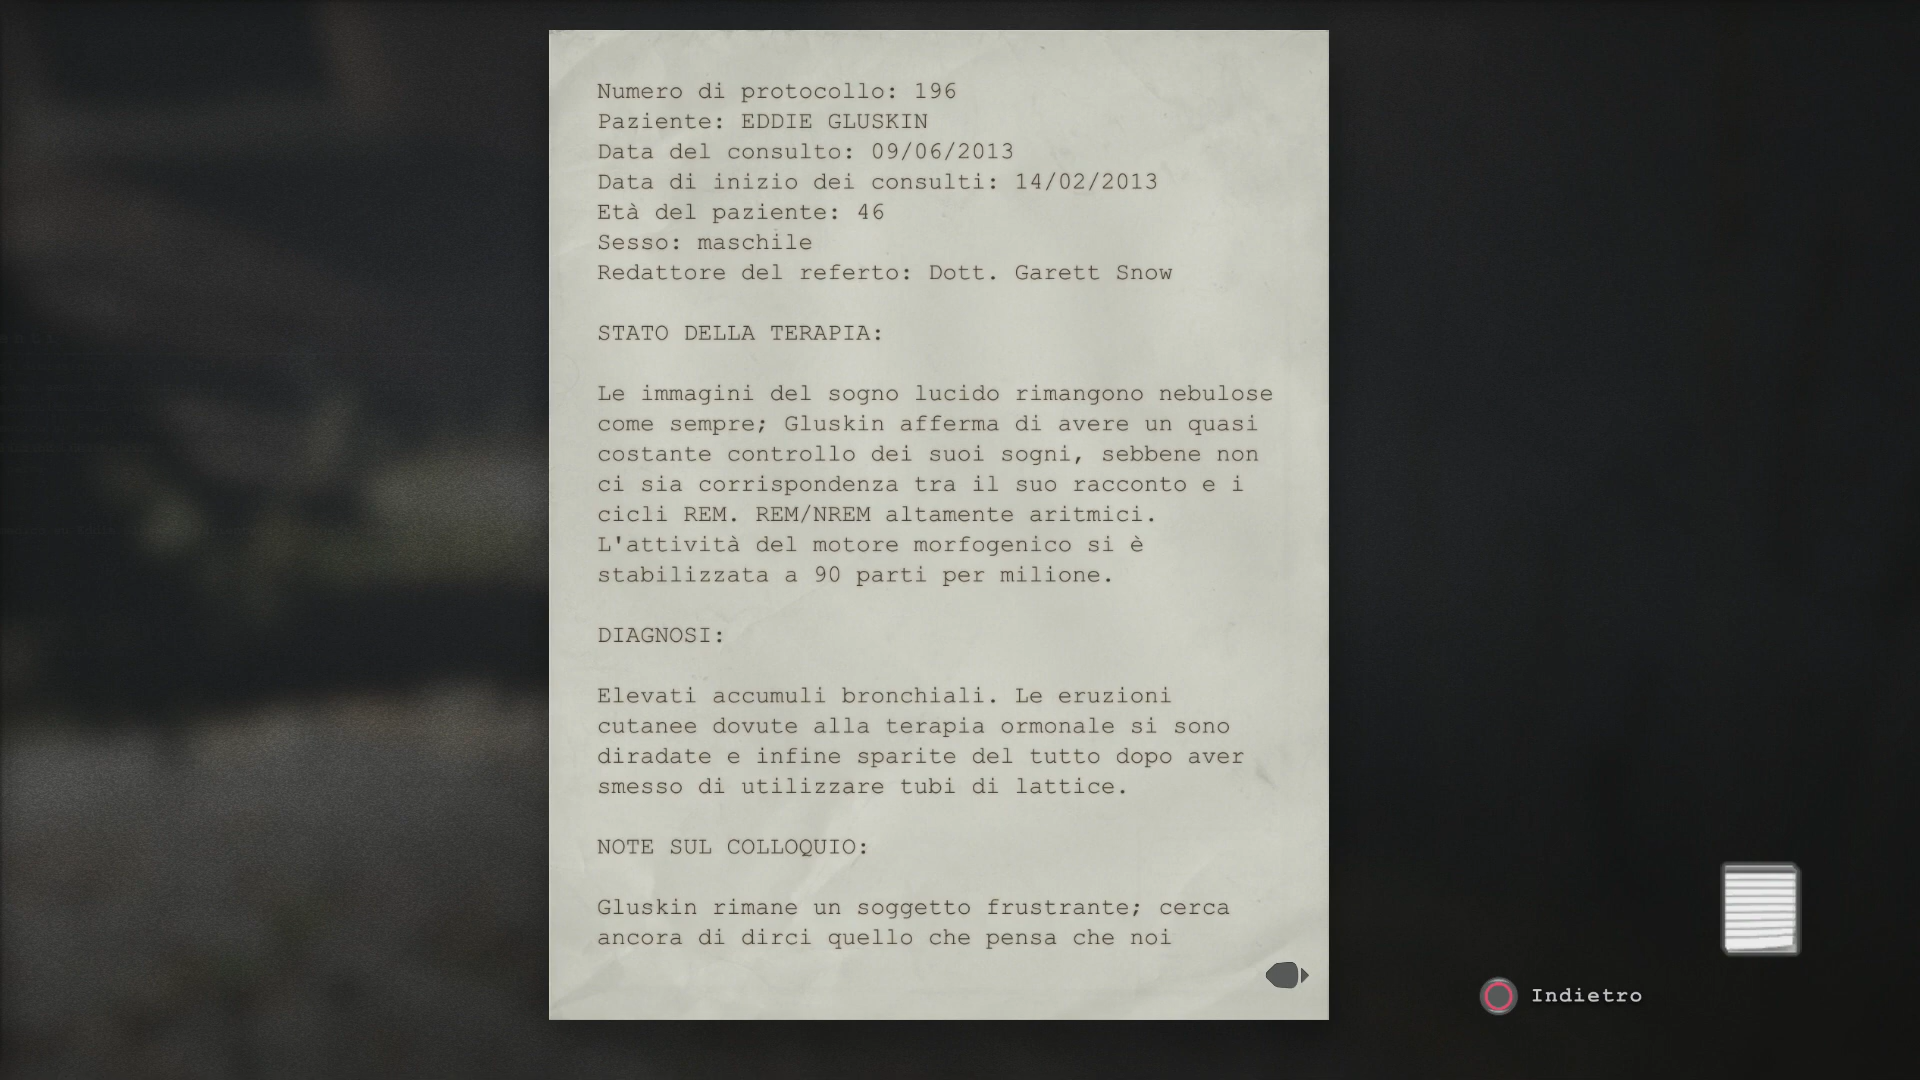 Numero di protocollo: 196
Paziente: EDDIE GLUSKIN
Data del consulto: 09/06/2013
Data di inizio dei consulti: 14/02/2013
Età del paziente: 46
Sesso: maschile
Redattore del referto: Dott. Garett Snow
STATO DELLA TERAPIA:
Le immagini del sogno lucido rimangono nebulose
come sempre; Gluskin afferma di avere un quasi
costante controllo dei suoi sogni, sebbene non
ci sia corrispondenza tra il suo racconto e i
cicli REM. REM/NREM altamente aritmici.
L'attività del motore morfogenico si è
stabilizzata a 90 parti per milione.
DIAGNOSI:
Elevati accumuli bronchiali. Le eruzioni
cutanee dovute alla terapia ormonale si sono
diradate e infine sparite del tutto dopo aver
smesso di utilizzare tubi di lattice.
NOTE SUL COLLOQUIO:
Gluskin rimane un soggetto frustrante; cerca
ancora di dirci quello che pensa che noi
Indietro